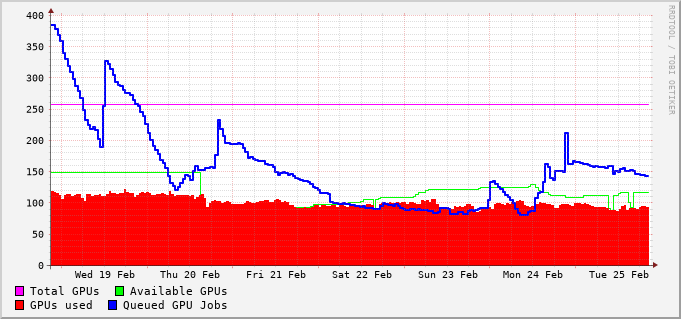 RRDTOOL / TOBI OETIKER
400
350
300
250
200
150
100
50
0
Wed 19 Feb Thu 20 Feb Fri 21 Feb Sat 22 Feb Sun 23 Feb Mon 24 Feb Tue 25 Feb
Total GPUs Available GPUs
GPUs used Queued GPU Jobs